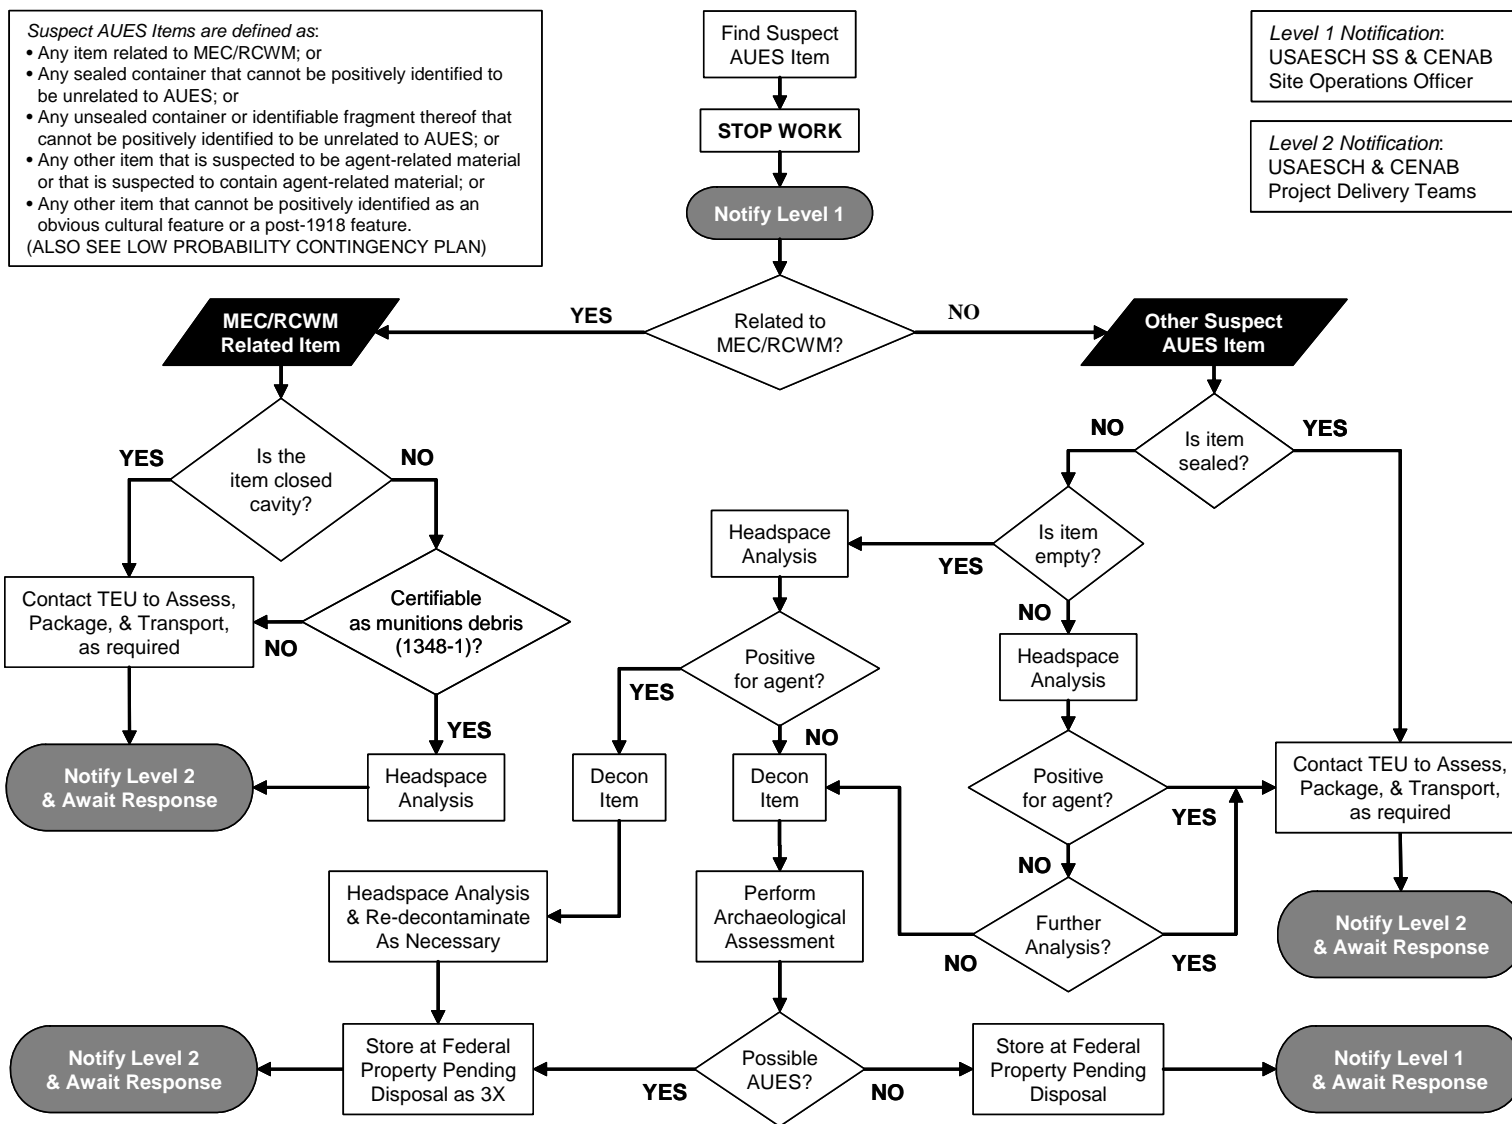 Suspect AUES Items are defined as:
• Any item related to MEC/RCWM; or
• Any sealed container that cannot be positively identified to
be unrelated to AUES; or
• Any unsealed container or identifiable fragment thereof that
cannot be positively identified to be unrelated to AUES; or
• Any other item that is suspected to be agent-related material
or that is suspected to contain agent-related material; or
• Any other item that cannot be positively identified as an
obvious cultural feature or a post-1918 feature.
(ALSO SEE LOW PROBABILITY CONTINGENCY PLAN)
Find Suspect
AUES Item
STOP WORK
Notify Level 1
Level 1 Notification:
USAESCH SS & CENAB
Site Operations Officer
Level 2 Notification:
USAESCH & CENAB
Project Delivery Teams
Related to
MEC/RCWM?
YES
NO
MEC/RCWM
Related Item
Other Suspect
AUES Item
Is the
item closed
cavity?
YES
NO
Is item
sealed?
NO
YES
Contact TEU to Assess,
Package, & Transport,
as required
Certifiable
as munitions debris
(1348-1)?
NO
YES
Headspace
Analysis
Notify Level 2
& Await Response
Is item
empty?
YES
NO
Headspace
Analysis
Positive
for agent?
YES
NO
Decon
Item
Decon
Item
Headspace
Analysis
Positive
for agent?
YES
NO
Further
Analysis?
NO
YES
Contact TEU to Assess,
Package, & Transport,
as required
Notify Level 2
& Await Response
Headspace Analysis
& Re-decontaminate
As Necessary
Perform
Archaeological
Assessment
Possible
AUES?
YES
NO
Store at Federal
Property Pending
Disposal as 3X
Notify Level 2
& Await Response
Store at Federal
Property Pending
Disposal
Notify Level 1
& Await Response